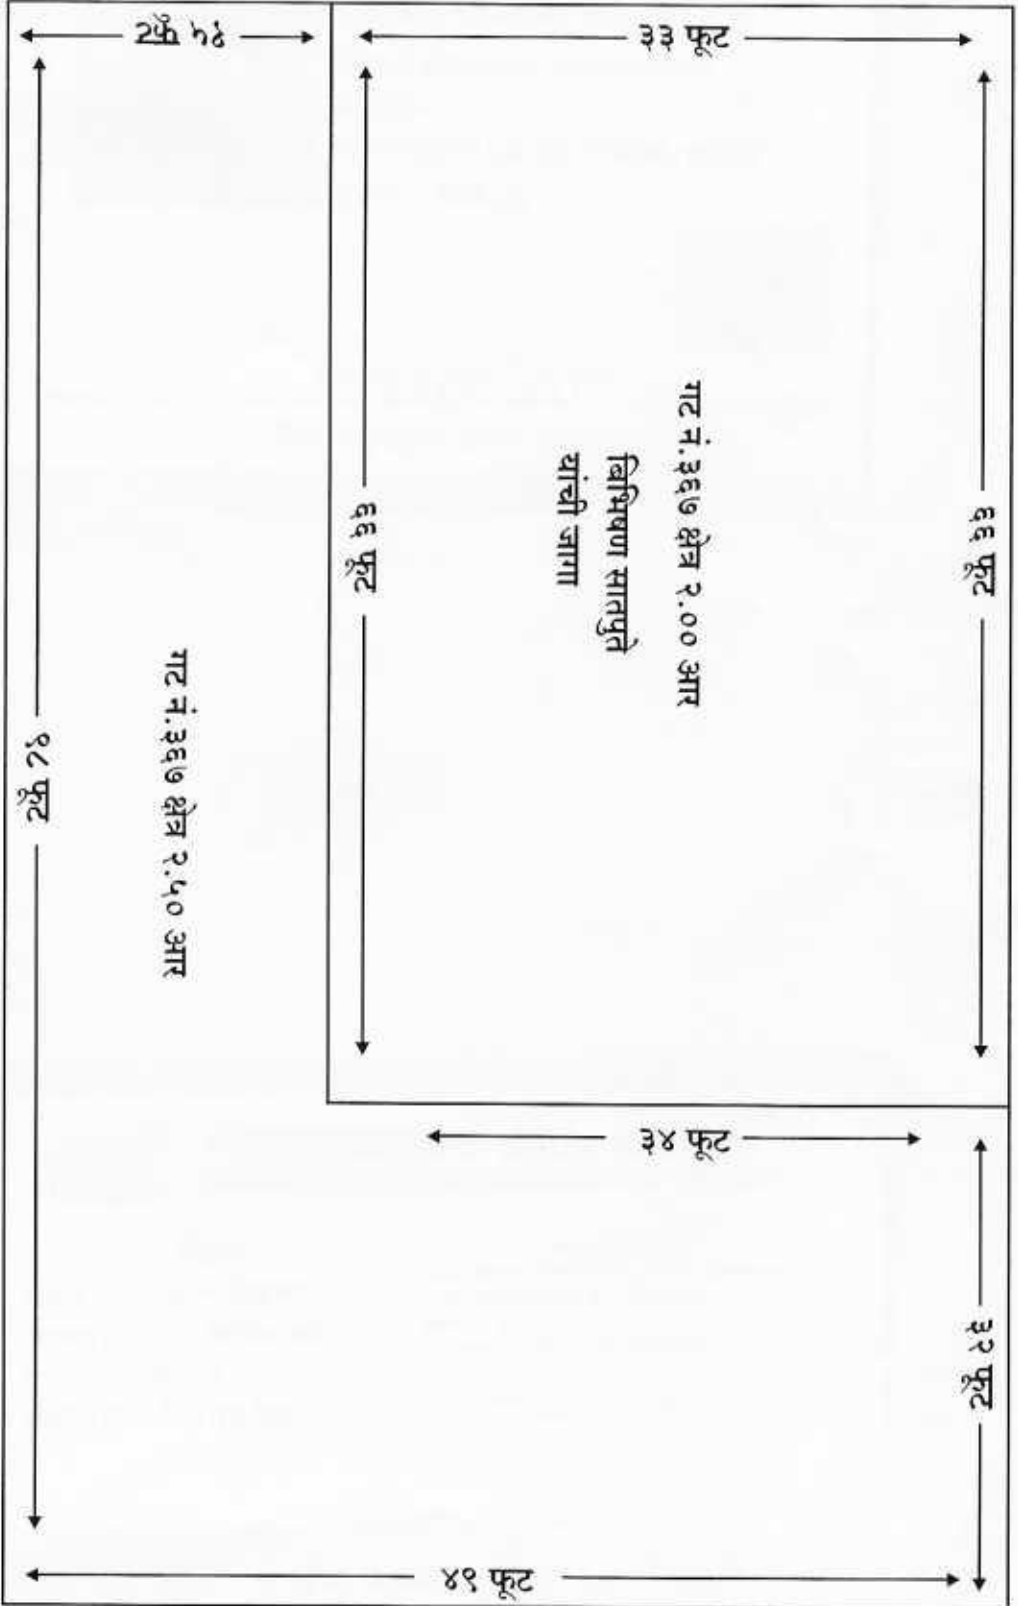 १५ फूट
३३ फूट
६६ फूट
६६ फूट
गट नं.३६७ क्षेत्र २.०० आर
बिभिषण सातपुते
यांची जागा
९८ फूट
गट नं.३६७ क्षेत्र २.५० आर
३४ फूट
३२ फूट
४९ फूट